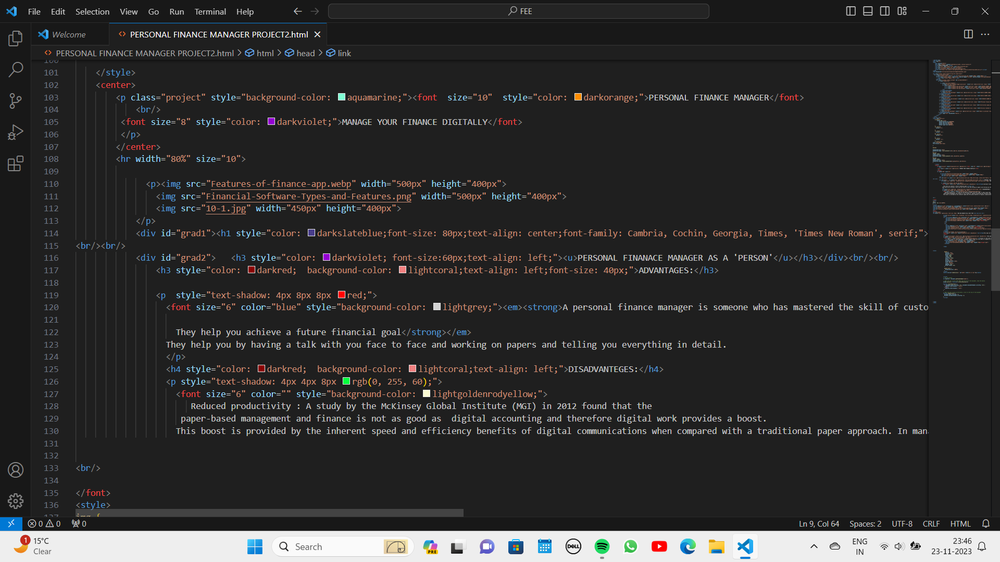 File Edit Selection View Go Run Terminal Help
FEE
Welcome
PERSONAL FINANCE MANAGER PROJECT2.html
PERSONAL FINANCE MANAGER PROJECT2.html > html > head > link
100
101 </style>
102 <center>
103 <p class="project" style="background-color: aquamarine;"><font  size="10"  style="color: darkorange;">PERSONAL FINANCE MANAGER</font>
104 <br/>
105 <font size="8" style="color: darkviolet;">MANAGE YOUR FINANCE DIGITALLY</font>
106 </p>
107 </center>
108 <hr width="80%" size="10">
109
110 <p><img src="Features-of-finance-app.webp" width="500px" height="400px">
111 <img src="Financial-Software-Types-and-Features.png" width="500px" height="400px">
112 <img src="10-1.jpg" width="450px" height="400px">
113 </p>
114 <div id="grad1"><h1 style="color: darkslateblue;font-size: 80px;text-align: center;font-family: Cambria, Cochin, Georgia, Times, 'Times New Roman', serif;">
115 <br/><br/>
116 <div id="grad2">   <h3 style="color: darkviolet; font-size:60px;text-align: left;"><u>PERSONAL FINANACE MANAGER AS A 'PERSON'</u></h3></div><br/><br/>
117 <h3 style="color: darkred;  background-color: lightcoral;text-align: left;font-size: 40px;">ADVANTAGES:</h3>
118
119 <p  style="text-shadow: 4px 8px 8px red;">
120 <font size="6" color="blue" style="background-color: lightgrey;"><em><strong>A personal finance manager is someone who has mastered the skill of custo
121
122 They help you achieve a future financial goal</strong></em>
123 They help you by having a talk with you face to face and working on papers and telling you everything in detail.
124 </p>
125 <h4 style="color: darkred;  background-color: lightcoral;text-align: left;">DISADVANTEGES:</h4>
126 <p style="text-shadow: 4px 4px 8px rgb(0, 255, 60);">
127 <font size="6" color="" style="background-color: lightgoldenrodyellow;">
128 Reduced productivity : A study by the McKinsey Global Institute (MGI) in 2012 found that the
129 paper-based management and finance is not as good as  digital accounting and therefore digital work provides a boost.
130 This boost is provided by the inherent speed and efficiency benefits of digital communications when compared with a traditional paper approach. In man
131
132
133 <br/>
134
135 </font>
136 <style>
137 img {
0 0 0 Ln 9, Col 64 Spaces: 2 UTF-8 CRLF HTML
1 15°C
Clear
Search
PRE
DELL
ENG
IN
23:46
23-11-2023